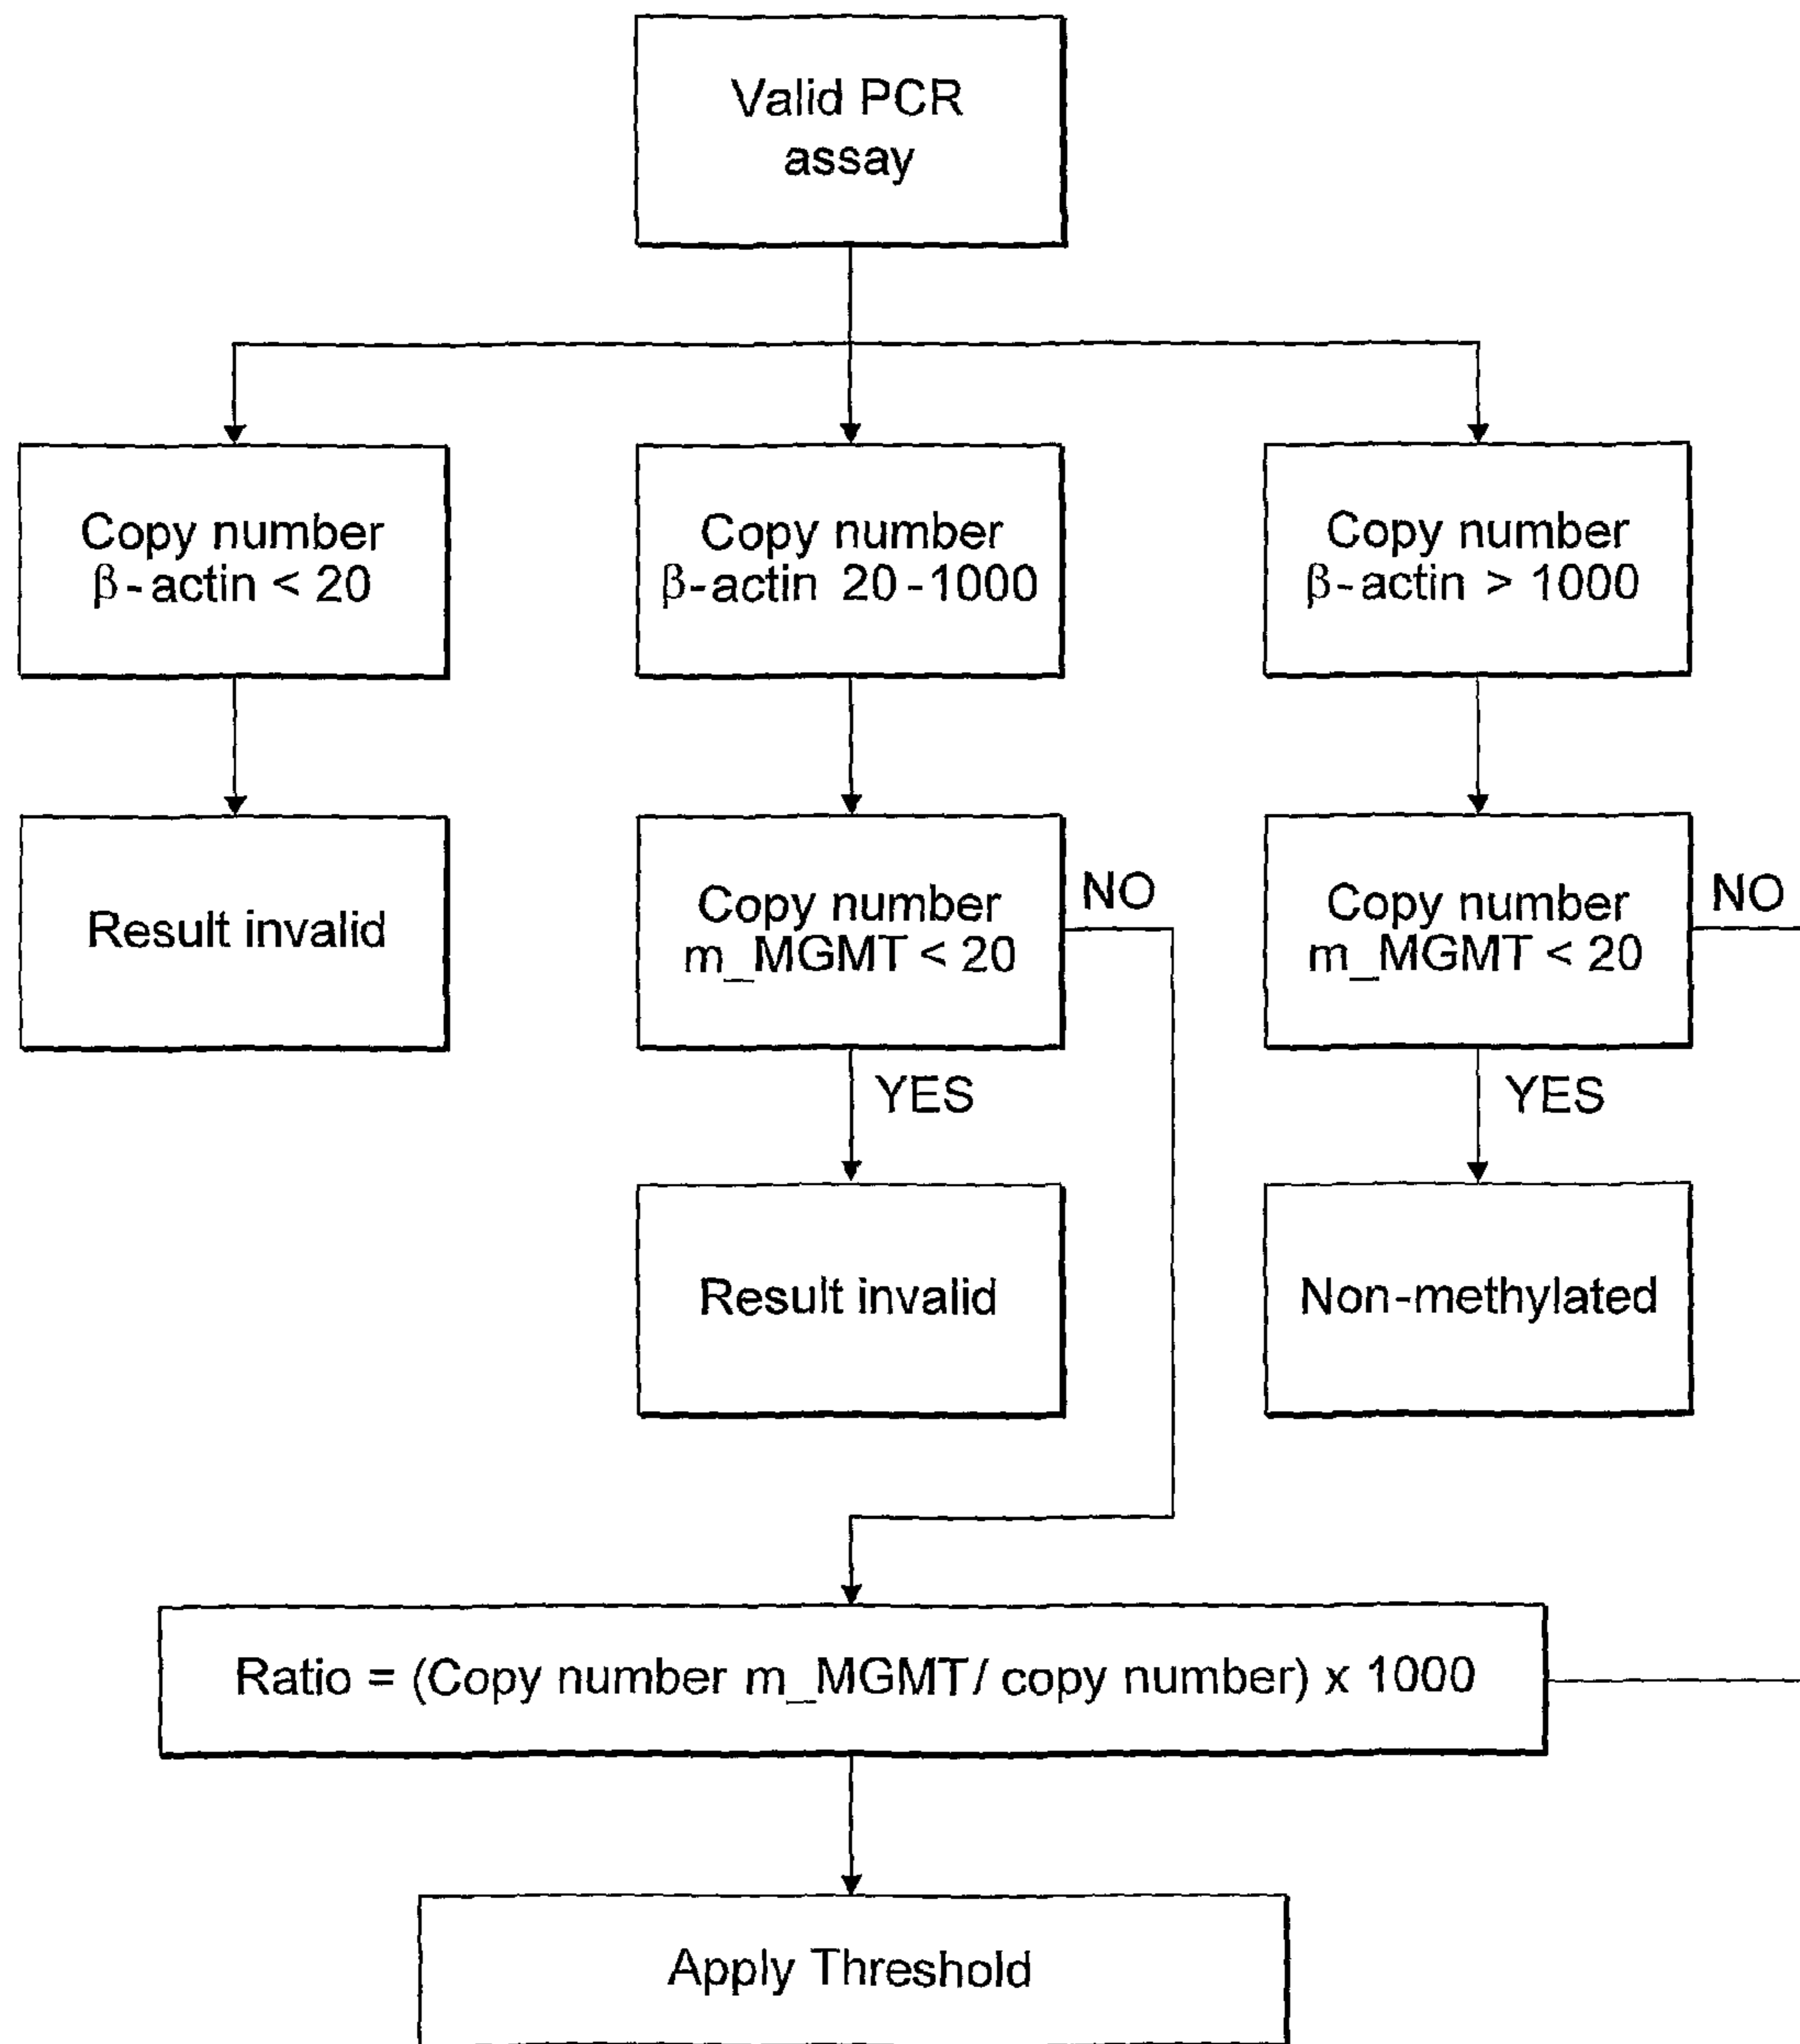 Valid PCR
assay
Copy number
β-actin < 20
Copy number
β-actin 20-1000
Copy number
β-actin > 1000
Result invalid
Copy number
m_MGMT < 20
NO
Copy number
m_MGMT < 20
NO
YES
YES
Result invalid
Non-methylated
Ratio = (Copy number m_MGMT/ copy number) x 1000
Apply Threshold